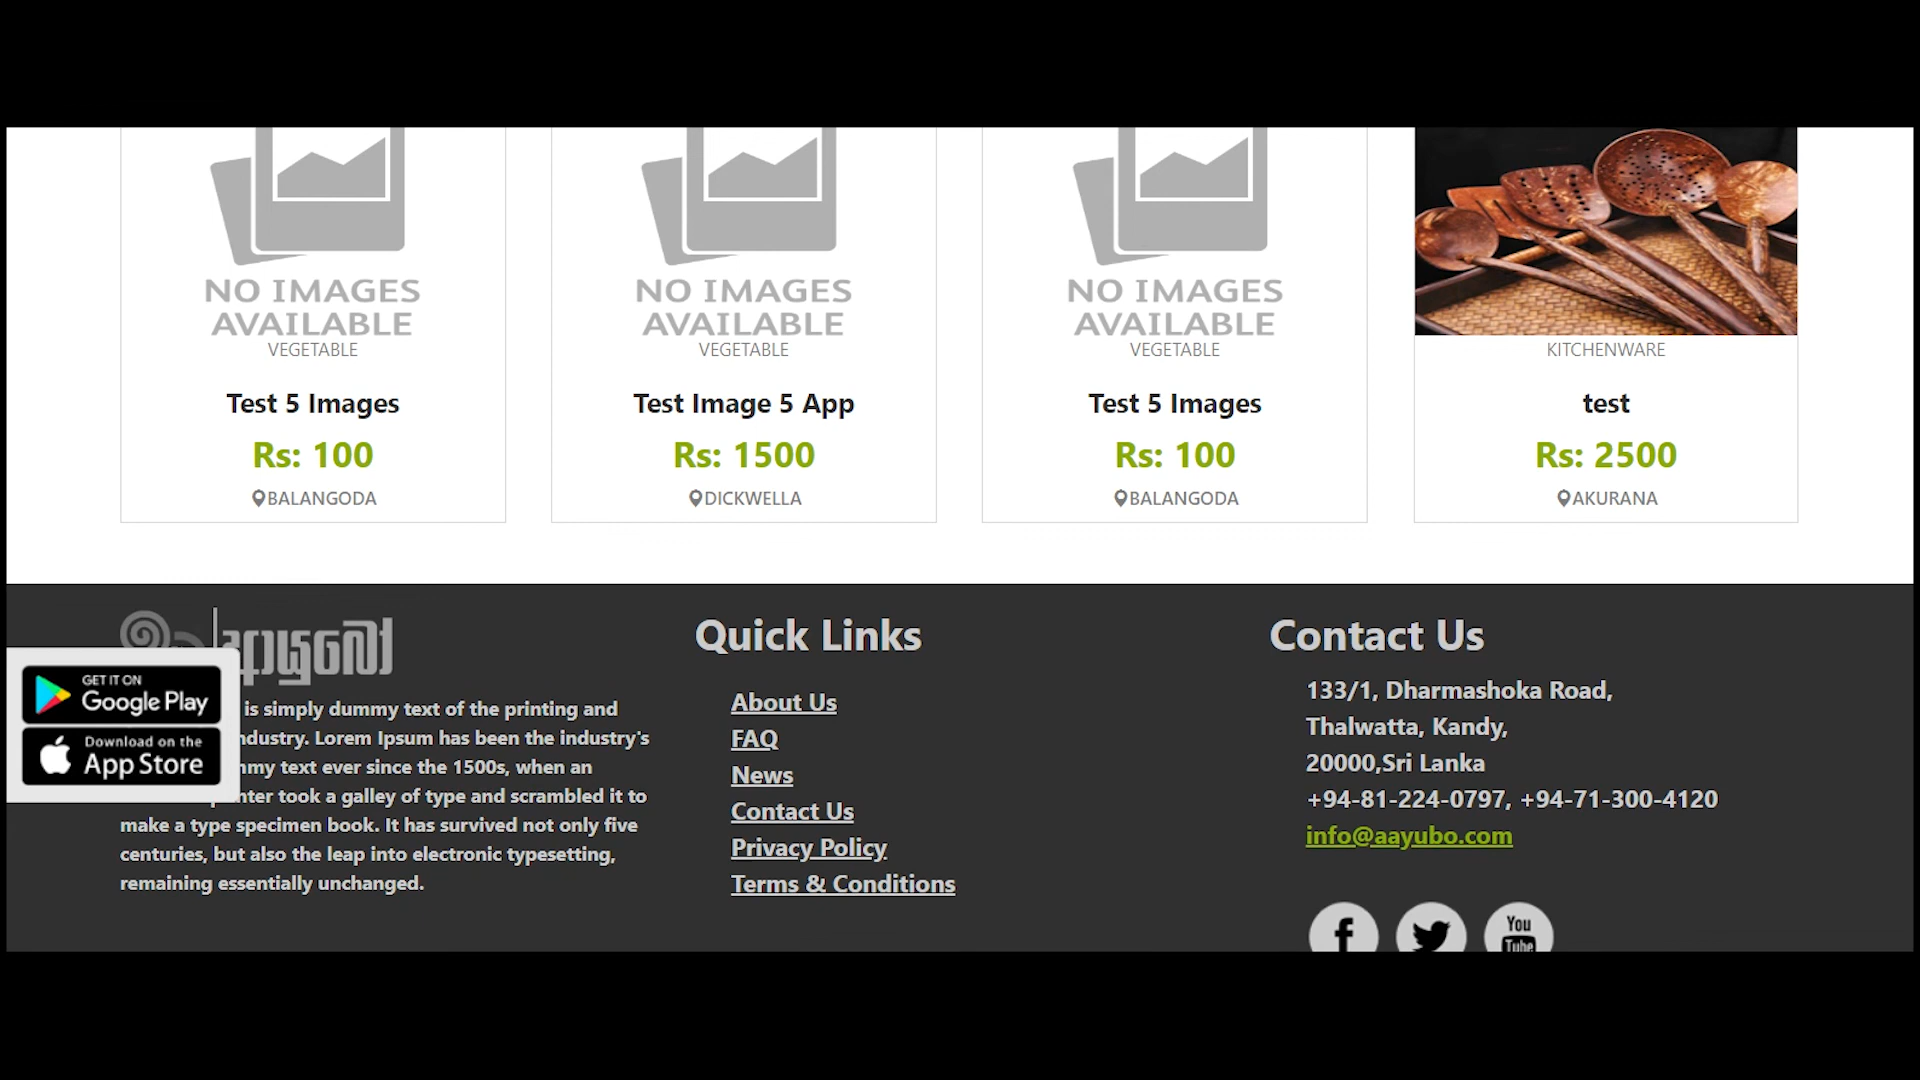 NO IMAGES
AVAILABLE
VEGETABLE
Test 5 Images
Rs: 100
BALANGODA
NO IMAGES
AVAILABLE
VEGETABLE
Test Image 5 App
Rs: 1500
DICKWELLA
NO IMAGES
AVAILABLE
VEGETABLE
Test 5 Images
Rs: 100
BALANGODA
KITCHENWARE
test
Rs: 2500
AKURANA
ආයුබෝ
GET IT ON
Google Play
Download on the
App Store
is simply dummy text of the printing and
Lorem Ipsum has been the industry's
text ever since the 1500s, when an
took a galley of type and scrambled it to
make a type specimen book. It has survived not only five
centuries, but also the leap into electronic typesetting,
remaining essentially unchanged.
Quick Links
About Us
FAQ
News
Contact Us
Privacy Policy
Terms & Conditions
Contact Us
133/1, Dharmashoka Road,
Thalwatta, Kandy,
20000,Sri Lanka
+94-81-224-0797, +94-71-300-4120
info@aayubo.com
f
You
Tube